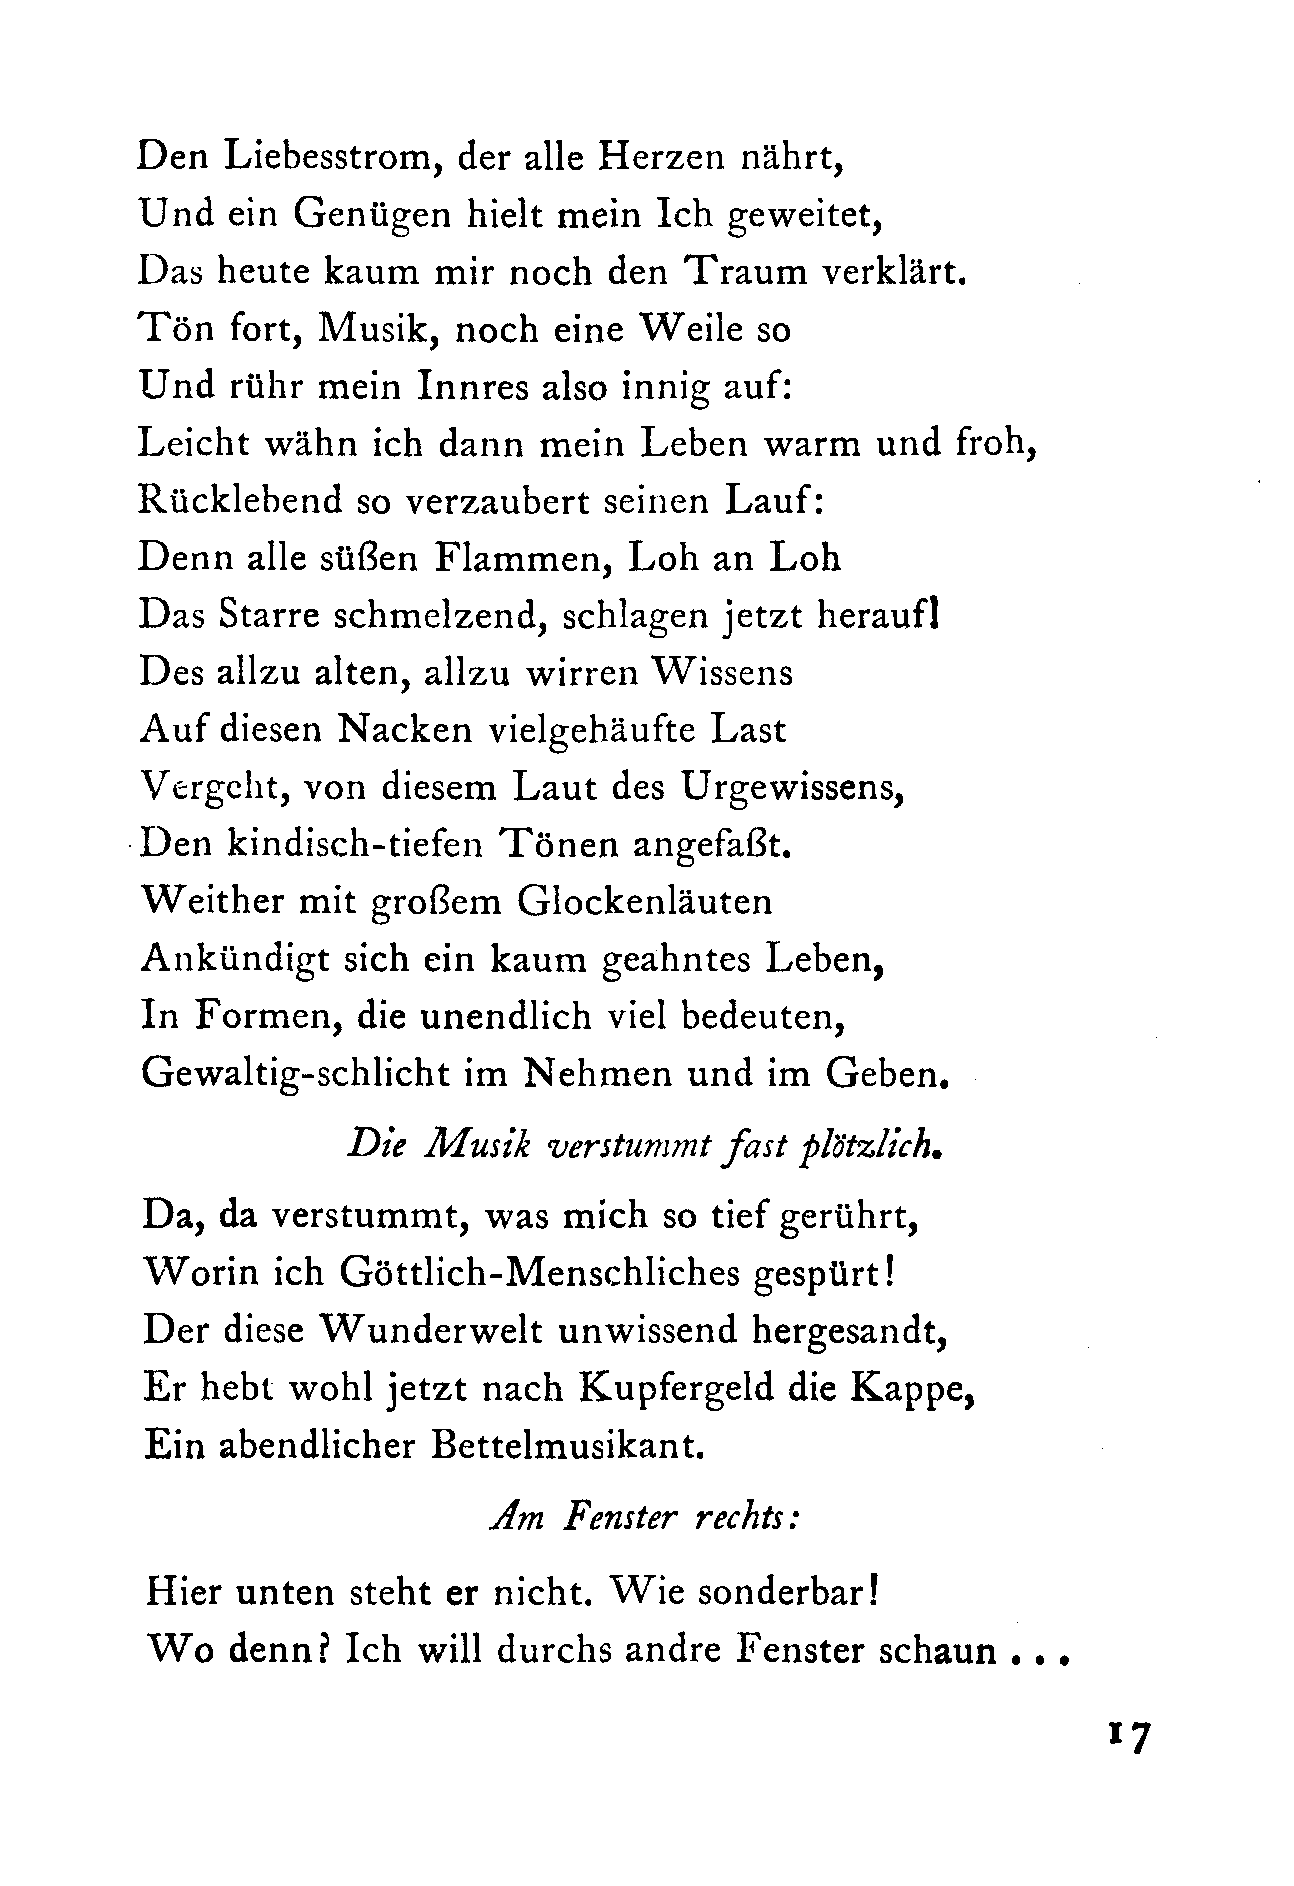 Den Liebesstrom, der alle Herzen nährt,
Und ein Genügen hielt mein Ich geweitet,
Das heute kaum mir noch den Traum verklärt.
Tön fort, Musik, noch eine Weile so
Und rühr mein Innres also innig auf:
Leicht wähn ich dann mein Leben warm und froh,
Rücklebend so verzaubert seinen Lauf:
Denn alle süßen Flammen, Loh an Loh
Das Starre schmelzend, schlagen jetzt herauf!
Des allzu alten, allzu wirren Wissens
Auf diesen Nacken vielgehäufte Last
Vergeht, von diesem Laut des Urgewissens,
Den kindisch-tiefen Tönen angefaßt.
Weither mit großem Glockenläuten
Ankündigt sich ein kaum geahntes Leben,
In Formen, die unendlich viel bedeuten,
Gewaltig-schlicht im Nehmen und im Geben.
Die Musik verstummt fast plötzlich.
Da, da verstummt, was mich so tief gerührt,
Worin ich Göttlich-Menschliches gespürt!
Der diese Wunderwelt unwissend hergesandt,
Er hebt wohl jetzt nach Kupfergeld die Kappe,
Ein abendlicher Bettelmusikant.
Am Fenster rechts:
Hier unten steht er nicht. Wie sonderbar!
Wo denn? Ich will durchs andre Fenster schaun . . .
17